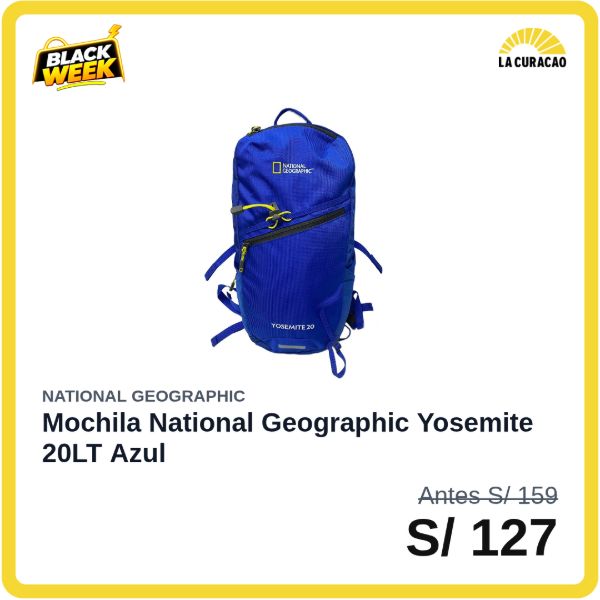 BLACK
WEEK
LA CURACAO
NATIONAL
GEOGRAPHIC
YOSEMITE 20
NATIONAL GEOGRAPHIC
Mochila National Geographic Yosemite
20LT Azul
Antes S/ 159
S/ 127